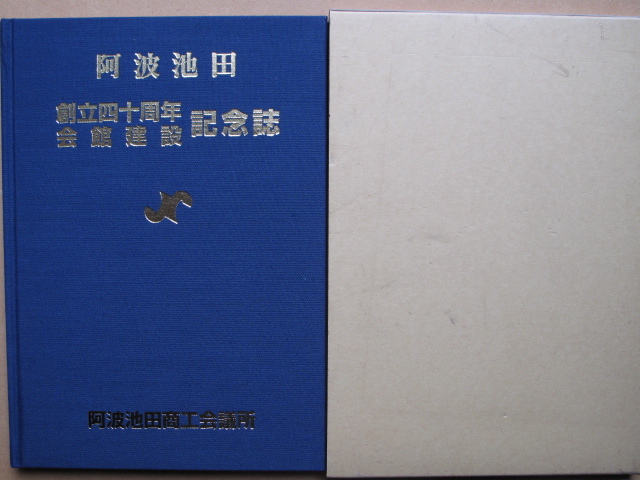 阿波池田
創立四十周年
会館建設
記念誌
阿波池田商工会議所